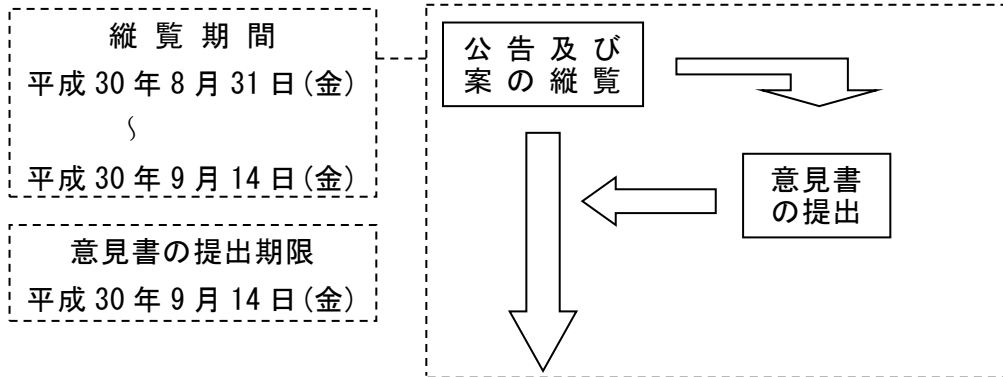 縦覧期間
平成30年8月31日(金)
～
平成30年9月14日(金)
意見書の提出期限
平成30年9月14日(金)
公告及び
案の縦覧
意見書
の提出